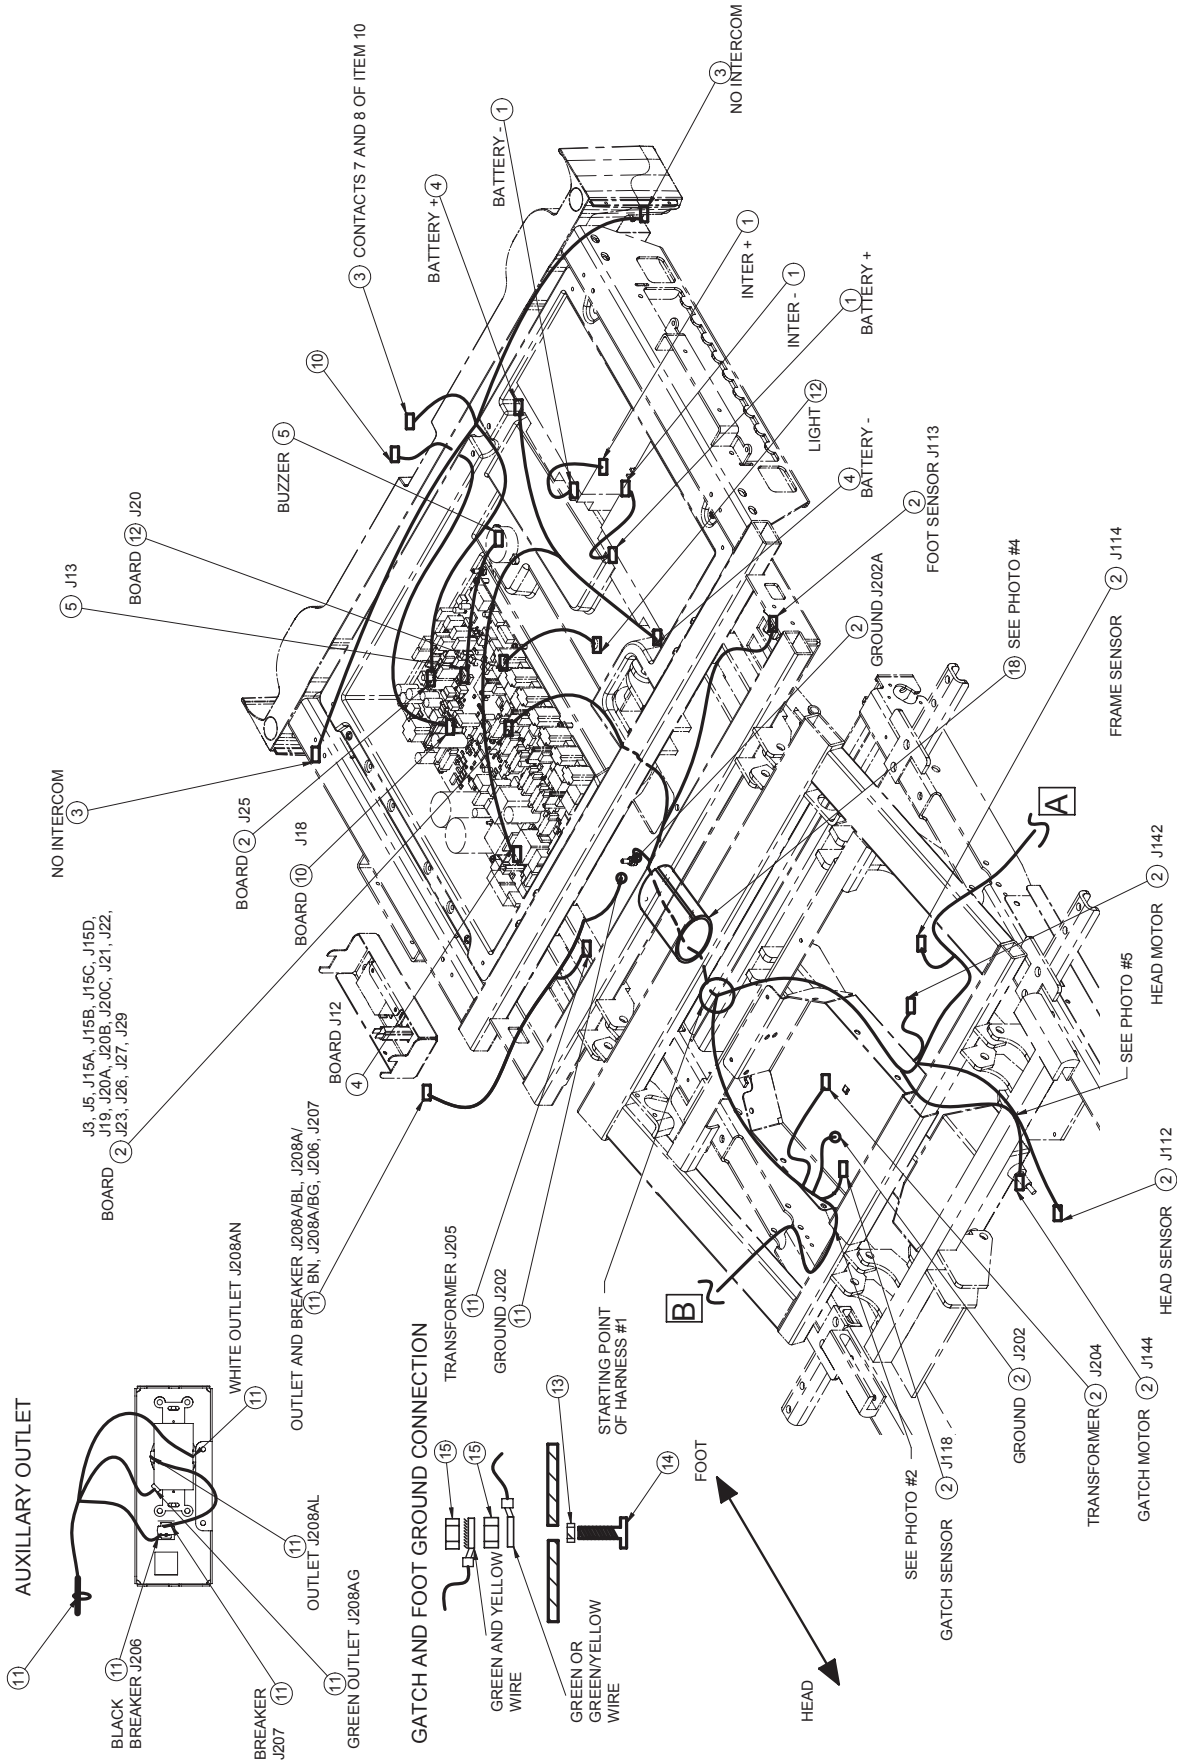 AUXILLARY OUTLET
11
BLACK 11
BREAKER J206
BREAKER 11
J207
11
GREEN OUTLET J208AG
11
OUTLET J208AL
WHITE OUTLET J208AN
11
GATCH AND FOOT GROUND CONNECTION
15
15
GREEN AND YELLOW
WIRE
GREEN OR
GREEN/YELLOW
WIRE
13
14
HEAD
FOOT
NO INTERCOM
3
J3, J5, J15A, J15B, J15C, J15D,
J19, J20A, J20B, J20C, J21, J22,
BOARD 2 J23, J26, J27, J29
BOARD 2 J25
BOARD 10 J18
5 J13
BOARD 12 J20
BUZZER 5
10
3 CONTACTS 7 AND 8 OF ITEM 10
BATTERY + 4
BATTERY - 1
3
NO INTERCOM
1
INTER +
INTER - 1
1
BATTERY +
LIGHT 12
4
BATTERY -
2
FOOT SENSOR J113
2
GROUND J202A
18 SEE PHOTO #4
2 J114
FRAME SENSOR
A
2 J142
HEAD MOTOR
SEE PHOTO #5
HEAD SENSOR 2 J112
GATCH MOTOR 2 J144
TRANSFORMER 2 J204
GROUND 2 J202
GATCH SENSOR 2 J118
SEE PHOTO #2
B
STARTING POINT
OF HARNESS #1
GROUND J202
11
TRANSFORMER J205
11
OUTLET AND BREAKER J208A/BL, J208A/
11 BN, J208A/BG, J206, J207
BOARD J12
4